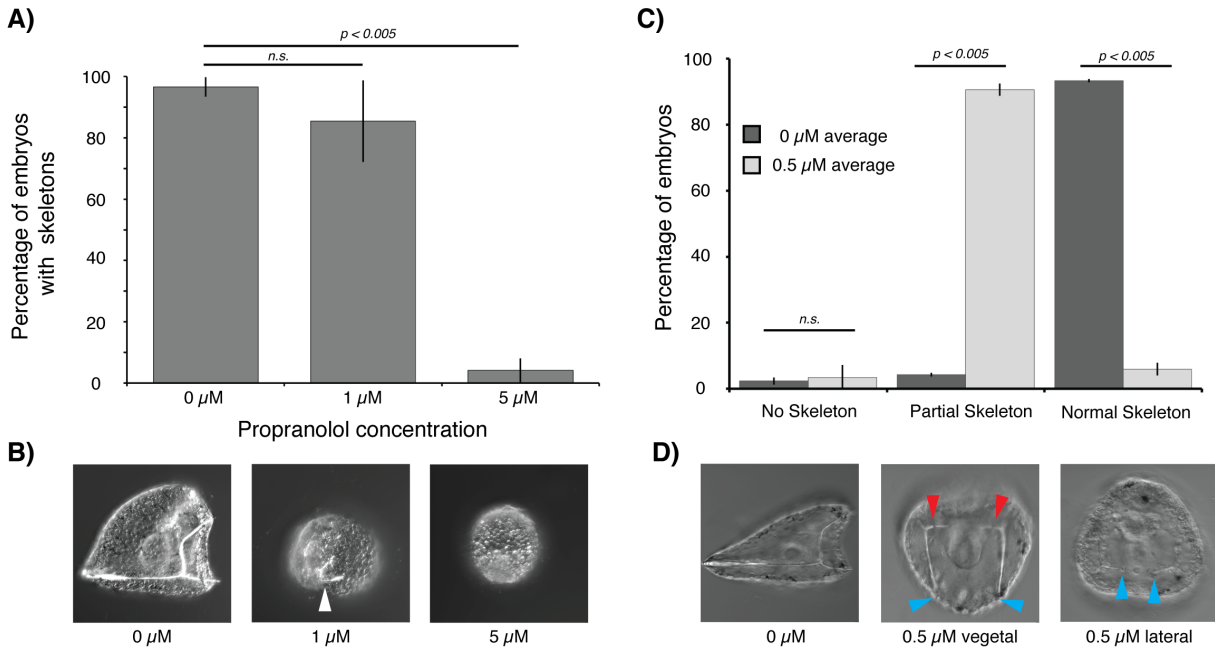 A)
p < 0.005
n.s.
100
80
60
40
20
0
Percentage of embryos
with skeletons
0 µM
1 µM
5 µM
Propranolol concentration
B)
0 µM
1 µM
5 µM
C)
p < 0.005
p < 0.005
n.s.
100
80
60
40
20
0
Percentage of embryos
0 µM average
0.5 µM average
No Skeleton
Partial Skeleton
Normal Skeleton
D)
0 µM
0.5 µM vegetal
0.5 µM lateral